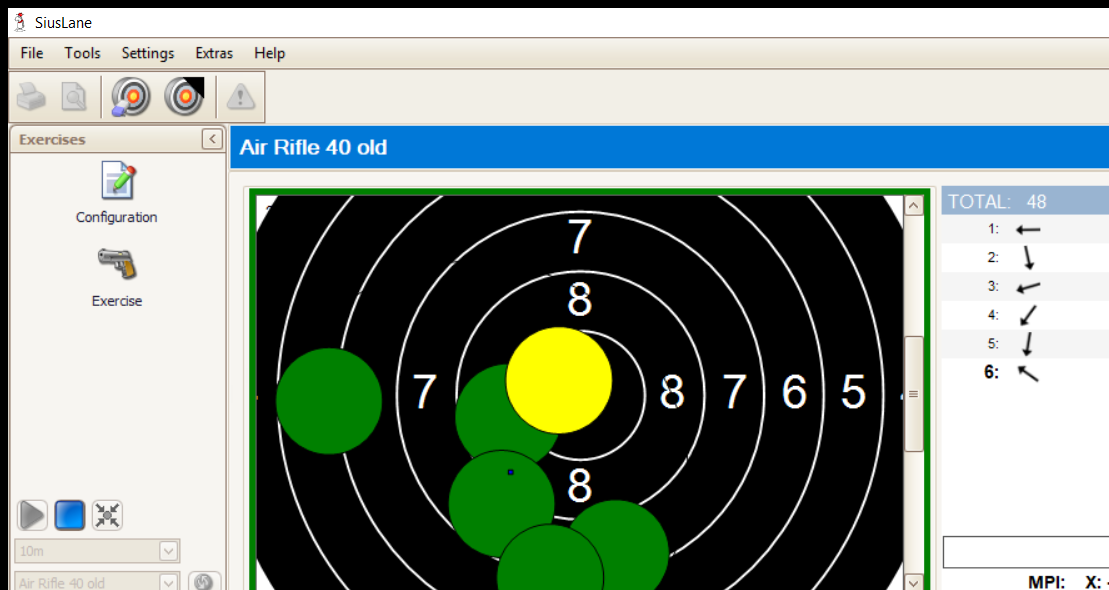 SiusLane
File Tools Settings Extras Help
Exercises
Air Rifle 40 old
Configuration
Exercise
10m
Air Rifle 40 old
7
8
7 8 7 6 5
8
TOTAL: 48
1:
2:
3:
4:
5:
6:
MPI: X: -